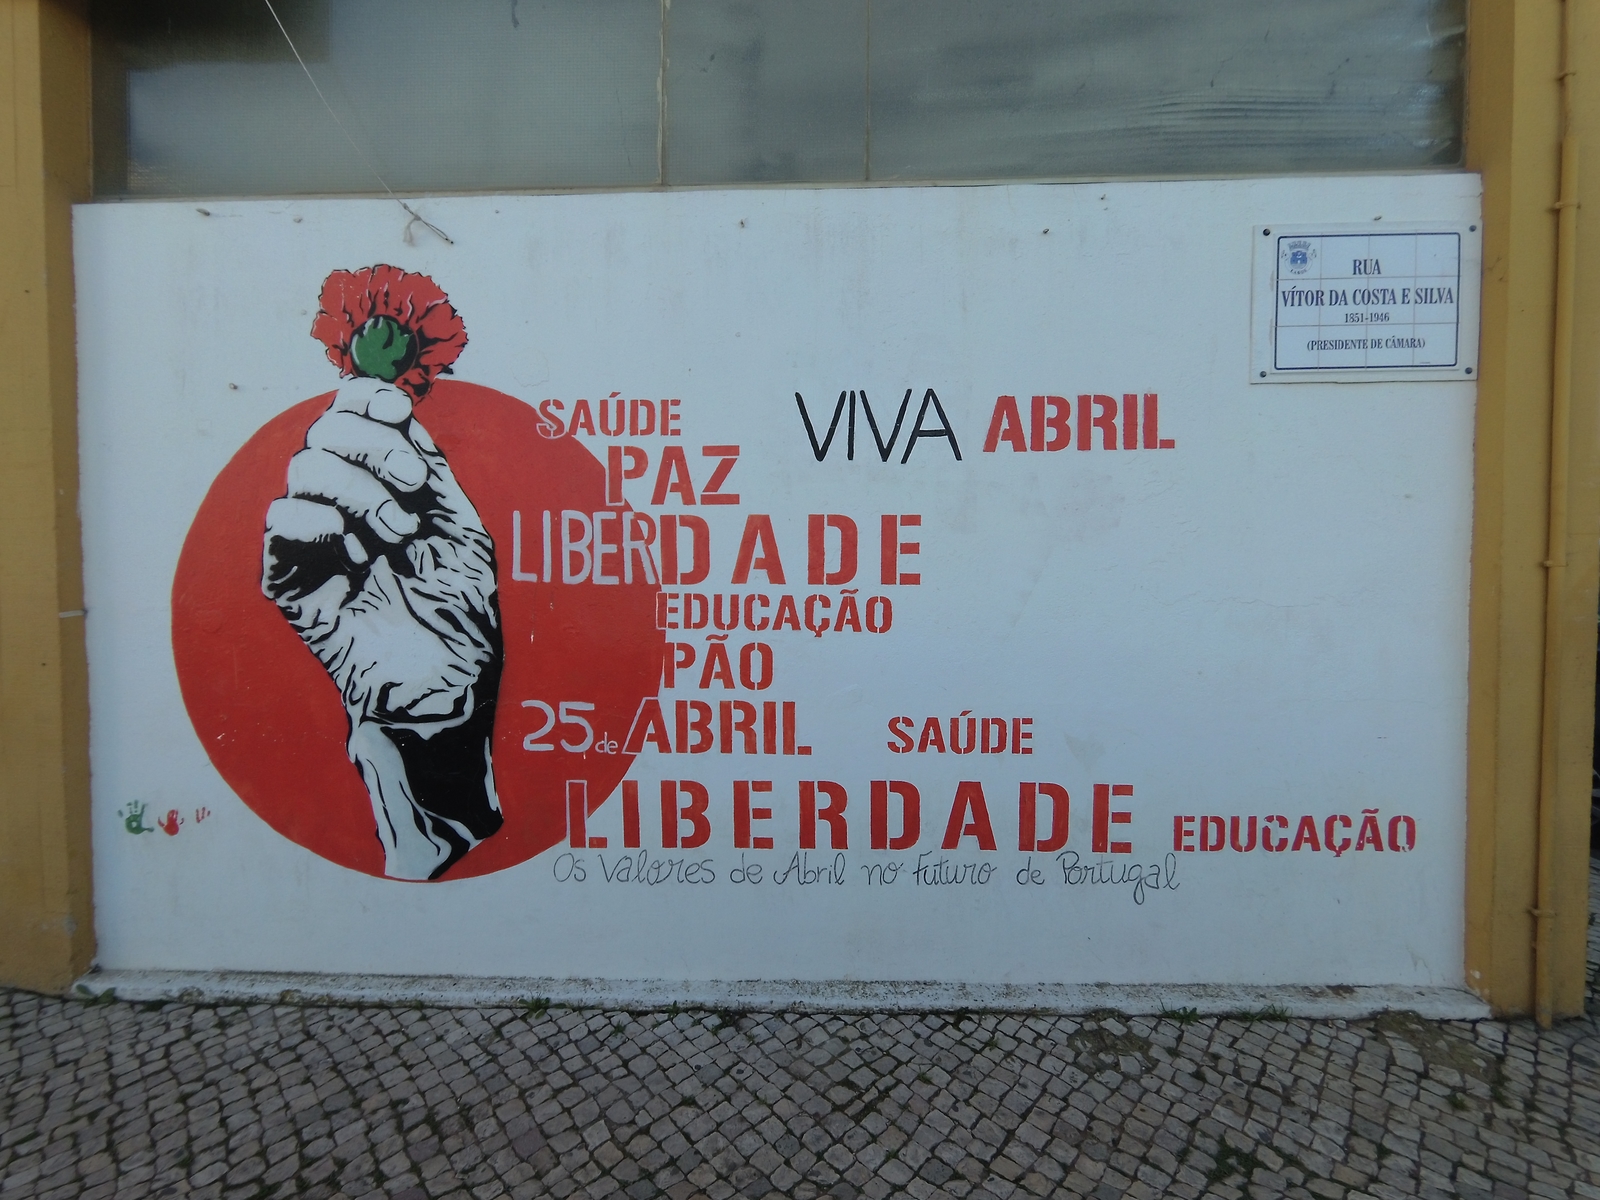 RUA
VÍTOR DA COSTA E SILVA
1851-1946
(PRESIDENTE DE CÂMARA)
SAÚDE
VIVA ABRIL
PAZ
LIBERDADE
EDUCAÇÃO
PÃO
25 de ABRIL SAÚDE
LIBERDADE EDUCAÇÃO
Os Valores de Abril no Futuro de Portugal